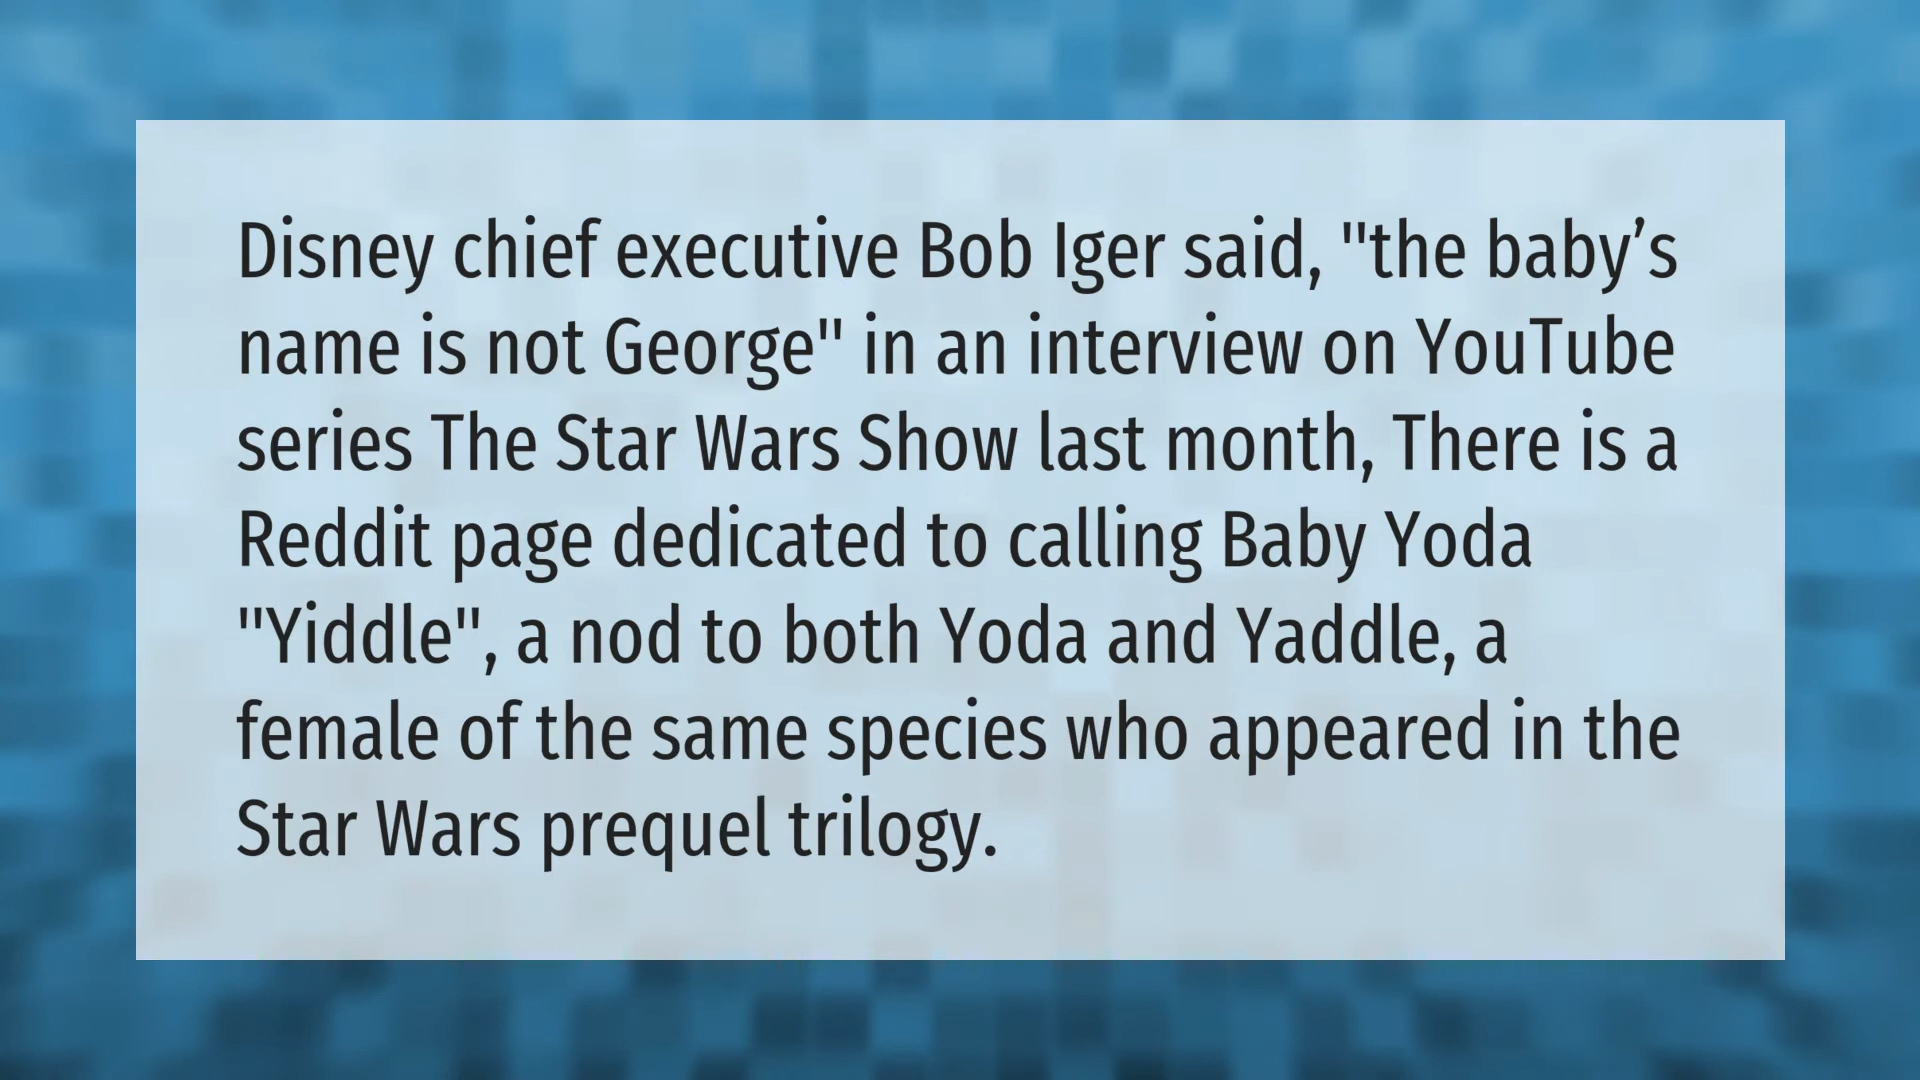 Disney chief executive Bob Iger said, "the baby’s
name is not George" in an interview on YouTube
series The Star Wars Show last month, There is a
Reddit page dedicated to calling Baby Yoda
"Yiddle", a nod to both Yoda and Yaddle, a
female of the same species who appeared in the
Star Wars prequel trilogy.